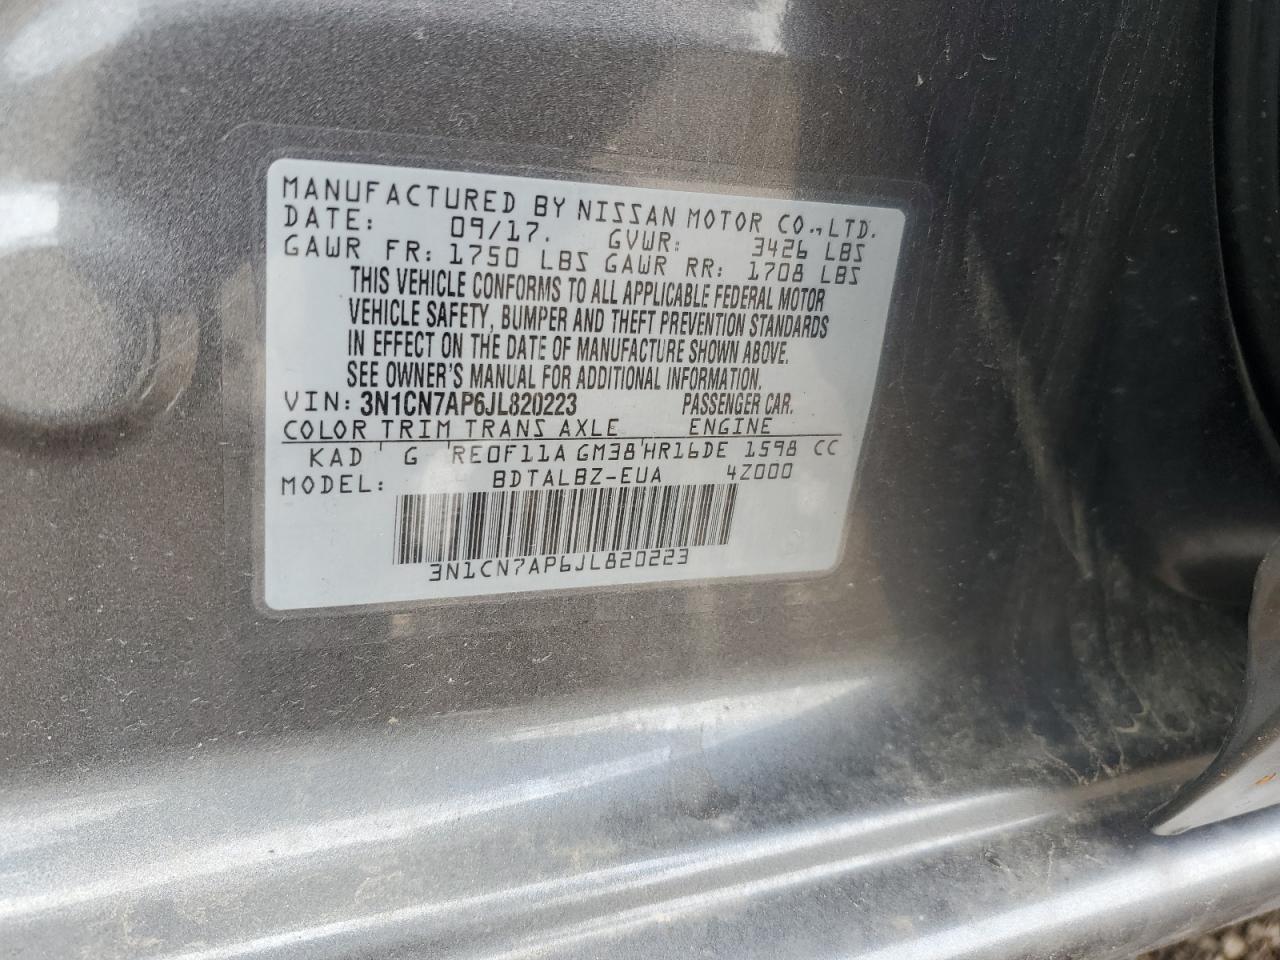 MANUFACTURED BY NISSAN MOTOR CO., LTD.
DATE: 09/17. GVWR: 3426 LBS
GAWR FR: 1750 LBS GAWR RR: 1708 LBS
THIS VEHICLE CONFORMS TO ALL APPLICABLE FEDERAL MOTOR
VEHICLE SAFETY, BUMPER AND THEFT PREVENTION STANDARDS
IN EFFECT ON THE DATE OF MANUFACTURE SHOWN ABOVE.
SEE OWNER'S MANUAL FOR ADDITIONAL INFORMATION.
VIN: 3N1CN7AP6JL820223 PASSENGER CAR.
COLOR TRIM TRANS AXLE ENGINE
KAD G RE0F11A GM38 HR16DE 1598 CC
MODEL: BDTALBZ-EUA 4Z000
3N1CN7AP6JL820223